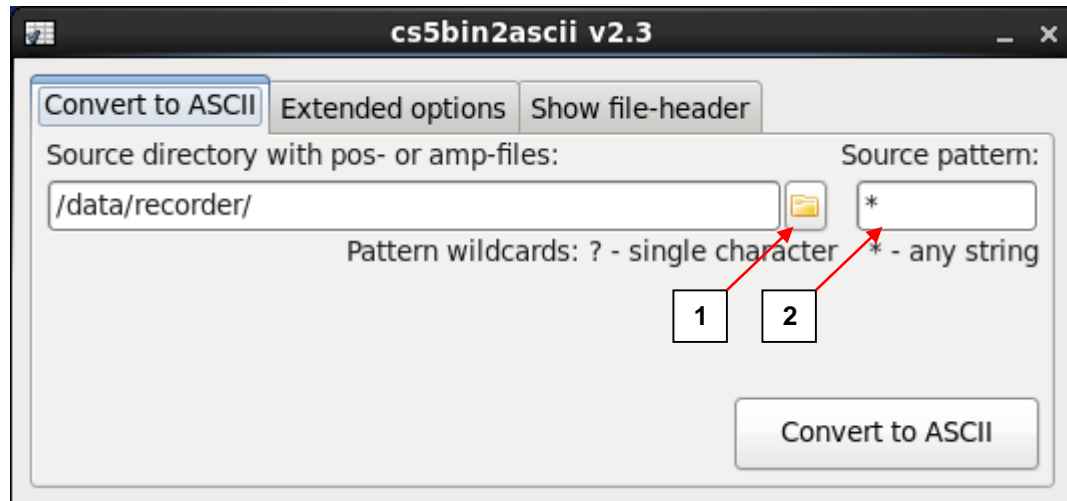 cs5bin2ascii v2.3
Convert to ASCII Extended options Show file-header
Source directory with pos- or amp-files: Source pattern:
/data/recorder/ *
Pattern wildcards: ? - single character * - any string
1 2
Convert to ASCII